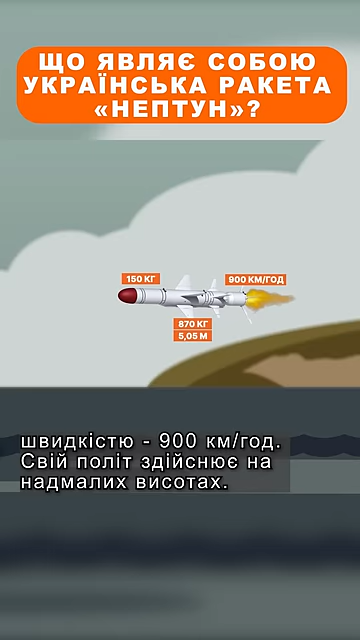 ЩО ЯВЛЯЄ СОБОЮ
УКРАЇНСЬКА РАКЕТА
«НЕПТУН»?
150 КГ
900 КМ/ГОД
870 КГ
5,05 М
швидкістю - 900 км/год.
Свій політ здійснює на
надмалих висотах.